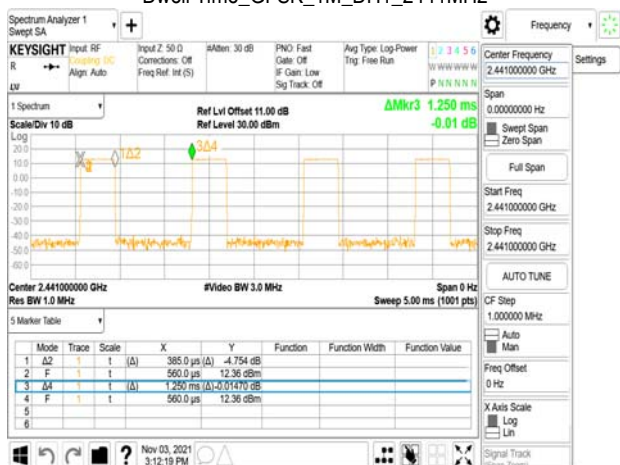 Spectrum Analyzer 1
Swept SA
Frequency
KEYSIGHT
R
LXI
Input: RF
Coupling: DC
Align: Auto
Input Z: 50 Ω
Corrections: Off
Freq Ref: Int (S)
#Atten: 30 dB
PNO: Fast
Gate: Off
IF Gain: Low
Sig Track: Off
Avg Type: Log-Power
Trig: Free Run
1 2 3 4 5 6
W W W W W W
P N N N N N
Center Frequency
2.441000000 GHz
Settings
Span
0.00000000 Hz
Swept Span
Zero Span
Full Span
Start Freq
2.441000000 GHz
Stop Freq
2.441000000 GHz
AUTO TUNE
CF Step
1.000000 MHz
Auto
Man
Freq Offset
0 Hz
X Axis Scale
Log
Lin
Signal Track
1 Spectrum
Scale/Div 10 dB
Log
Ref Lvl Offset 11.00 dB
Ref Level 30.00 dBm
ΔMkr3 1.250 ms
-0.01 dB
20.0
10.0
0.00
-10.0
-20.0
-30.0
-40.0
-50.0
-60.0
1Δ2
3Δ4
Center 2.441000000 GHz
Res BW 1.0 MHz
#Video BW 3.0 MHz
Span 0 Hz
Sweep 5.00 ms (1001 pts)
5 Marker Table
Mode Trace Scale X Y Function Function Width Function Value
1 Δ2 1 t (Δ) 385.0 µs (Δ) -4.754 dB
2 F 1 t 560.0 µs 12.36 dBm
3 Δ4 1 t (Δ) 1.250 ms (Δ) -0.01470 dB
4 F 1 t 560.0 µs 12.36 dBm
5
6
Nov 03, 2021
3:12:19 PM